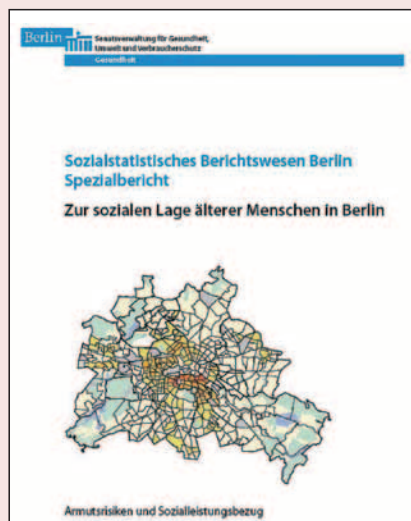 Berlin
Senatsverwaltung für Gesundheit,
Umwelt und Verbraucherschutz
Gesundheit
Sozialstatistisches Berichtswesen Berlin
Spezialbericht
Zur sozialen Lage älterer Menschen in Berlin
Armutsrisiken und Sozialleistungsbezug